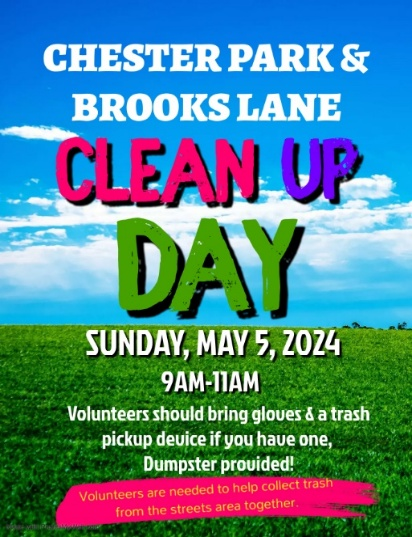 CHESTER PARK &
BROOKS LANE
CLEAN UP
DAY
SUNDAY, MAY 5, 2024
9AM-11AM
Volunteers should bring gloves & a trash
pickup device if you have one,
Dumpster provided!
Volunteers are needed to help collect trash
from the streets area together.